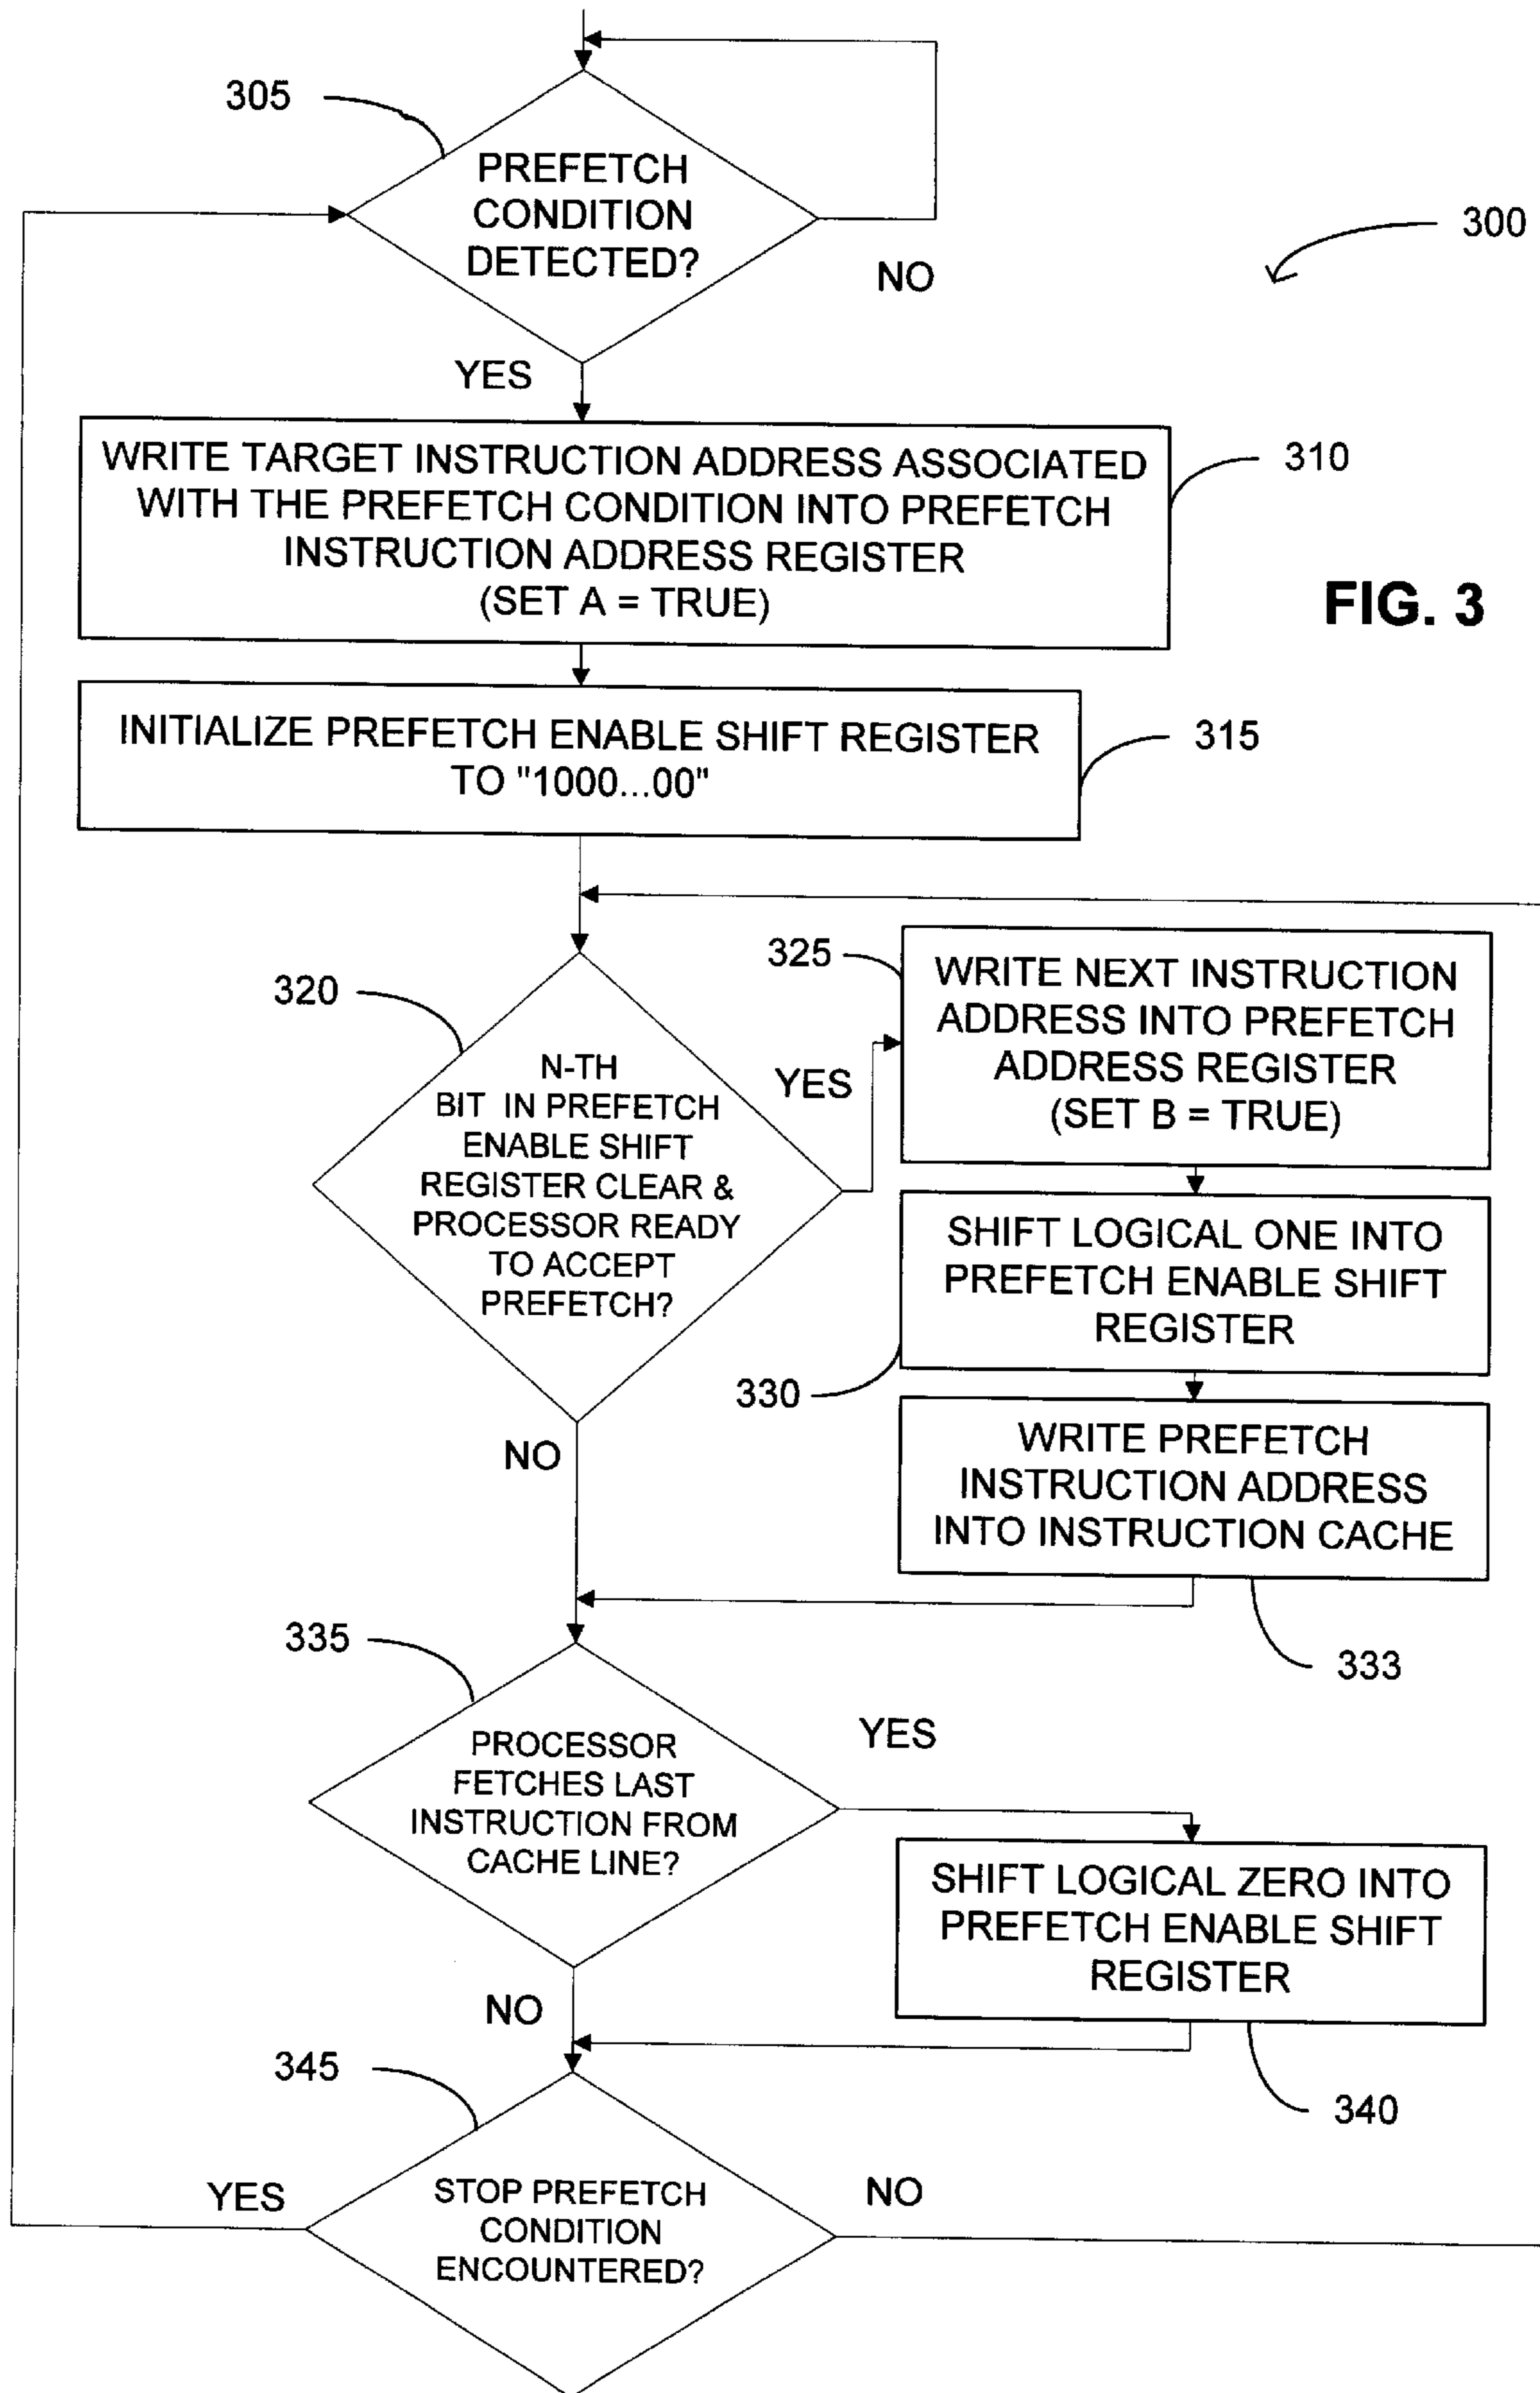 305
PREFETCH
CONDITION
DETECTED?
NO
300
YES
WRITE TARGET INSTRUCTION ADDRESS ASSOCIATED
WITH THE PREFETCH CONDITION INTO PREFETCH
INSTRUCTION ADDRESS REGISTER
(SET A = TRUE)
310
FIG. 3
INITIALIZE PREFETCH ENABLE SHIFT REGISTER
TO "1000...00"
315
320
N-TH
BIT IN PREFETCH
ENABLE SHIFT
REGISTER CLEAR &
PROCESSOR READY
TO ACCEPT
PREFETCH?
YES
325
WRITE NEXT INSTRUCTION
ADDRESS INTO PREFETCH
ADDRESS REGISTER
(SET B = TRUE)
SHIFT LOGICAL ONE INTO
PREFETCH ENABLE SHIFT
REGISTER
330
NO
WRITE PREFETCH
INSTRUCTION ADDRESS
INTO INSTRUCTION CACHE
333
335
PROCESSOR
FETCHES LAST
INSTRUCTION FROM
CACHE LINE?
YES
SHIFT LOGICAL ZERO INTO
PREFETCH ENABLE SHIFT
REGISTER
NO
340
345
STOP PREFETCH
CONDITION
ENCOUNTERED?
YES
NO